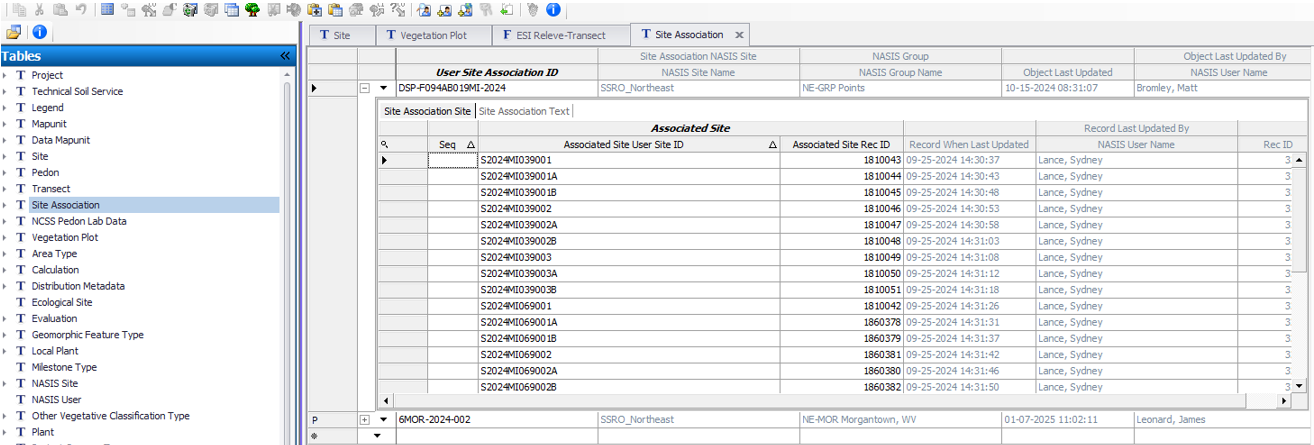 Site
Vegetation Plot
ESI Releve-Transect
Site Association
Tables
Project
Technical Soil Service
Legend
Mapunit
Data Mapunit
Site
Pedon
Transect
Site Association
NCSS Pedon Lab Data
Vegetation Plot
Area Type
Calculation
Distribution Metadata
Ecological Site
Evaluation
Geomorphic Feature Type
Local Plant
Milestone Type
NASIS Site
NASIS User
Other Vegetative Classification Type
Plant
Site Association NASIS Site NASIS Group Object Last Updated By
User Site Association ID NASIS Site Name NASIS Group Name Object Last Updated NASIS User Name
DSP-F094AB019MI-2024 SSRO_Northeast NE-GRP Points 10-15-2024 08:31:07 Bromley, Matt
Site Association Site Site Association Text
Associated Site Record Last Updated By
Seq Associated Site User Site ID Associated Site Rec ID Record When Last Updated NASIS User Name Rec ID
S2024MI039001 1810043 09-25-2024 14:30:37 Lance, Sydney 3
S2024MI039001A 1810044 09-25-2024 14:30:43 Lance, Sydney 3
S2024MI039001B 1810045 09-25-2024 14:30:48 Lance, Sydney 3
S2024MI039002 1810046 09-25-2024 14:30:53 Lance, Sydney 3
S2024MI039002A 1810047 09-25-2024 14:30:58 Lance, Sydney 3
S2024MI039002B 1810048 09-25-2024 14:31:03 Lance, Sydney 3
S2024MI039003 1810049 09-25-2024 14:31:08 Lance, Sydney 3
S2024MI039003A 1810050 09-25-2024 14:31:12 Lance, Sydney 3
S2024MI039003B 1810051 09-25-2024 14:31:18 Lance, Sydney 3
S2024MI069001 1810042 09-25-2024 14:31:26 Lance, Sydney 3
S2024MI069001A 1860378 09-25-2024 14:31:31 Lance, Sydney 3
S2024MI069001B 1860379 09-25-2024 14:31:37 Lance, Sydney 3
S2024MI069002 1860381 09-25-2024 14:31:42 Lance, Sydney 3
S2024MI069002A 1860380 09-25-2024 14:31:46 Lance, Sydney 3
S2024MI069002B 1860382 09-25-2024 14:31:50 Lance, Sydney 3
P 6MOR-2024-002 SSRO_Northeast NE-MOR Morgantown, WV 01-07-2025 11:02:11 Leonard, James